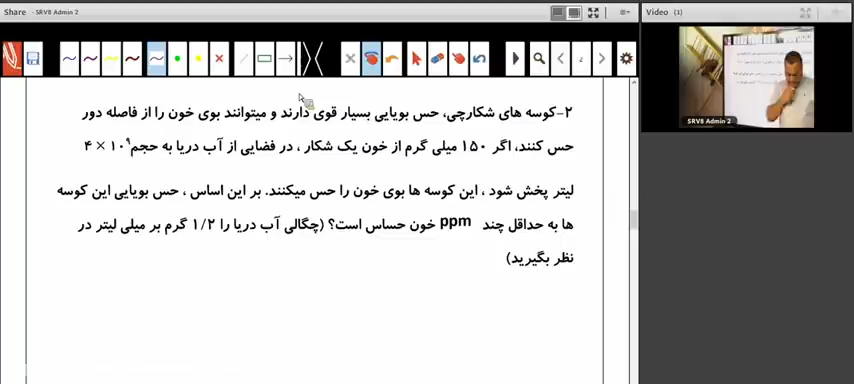 Share - SRV8 Admin 2
Video (1)
SRV8 Admin 2
۲-کوسه های شکارچی، حس بویایی بسیار قوی دارند و میتوانند بوی خون را از فاصله دور
حس کنند، اگر ۱۵۰ میلی گرم از خون یک شکار ، در فضایی از آب دریا به حجم ۴ × ۱۰⁹
لیتر پخش شود ، این کوسه ها بوی خون را حس میکنند. بر این اساس ، حس بویایی این کوسه
ها به حداقل چند ppm خون حساس است؟ (چگالی آب دریا را ۱/۲ گرم بر میلی لیتر در
نظر بگیرید)